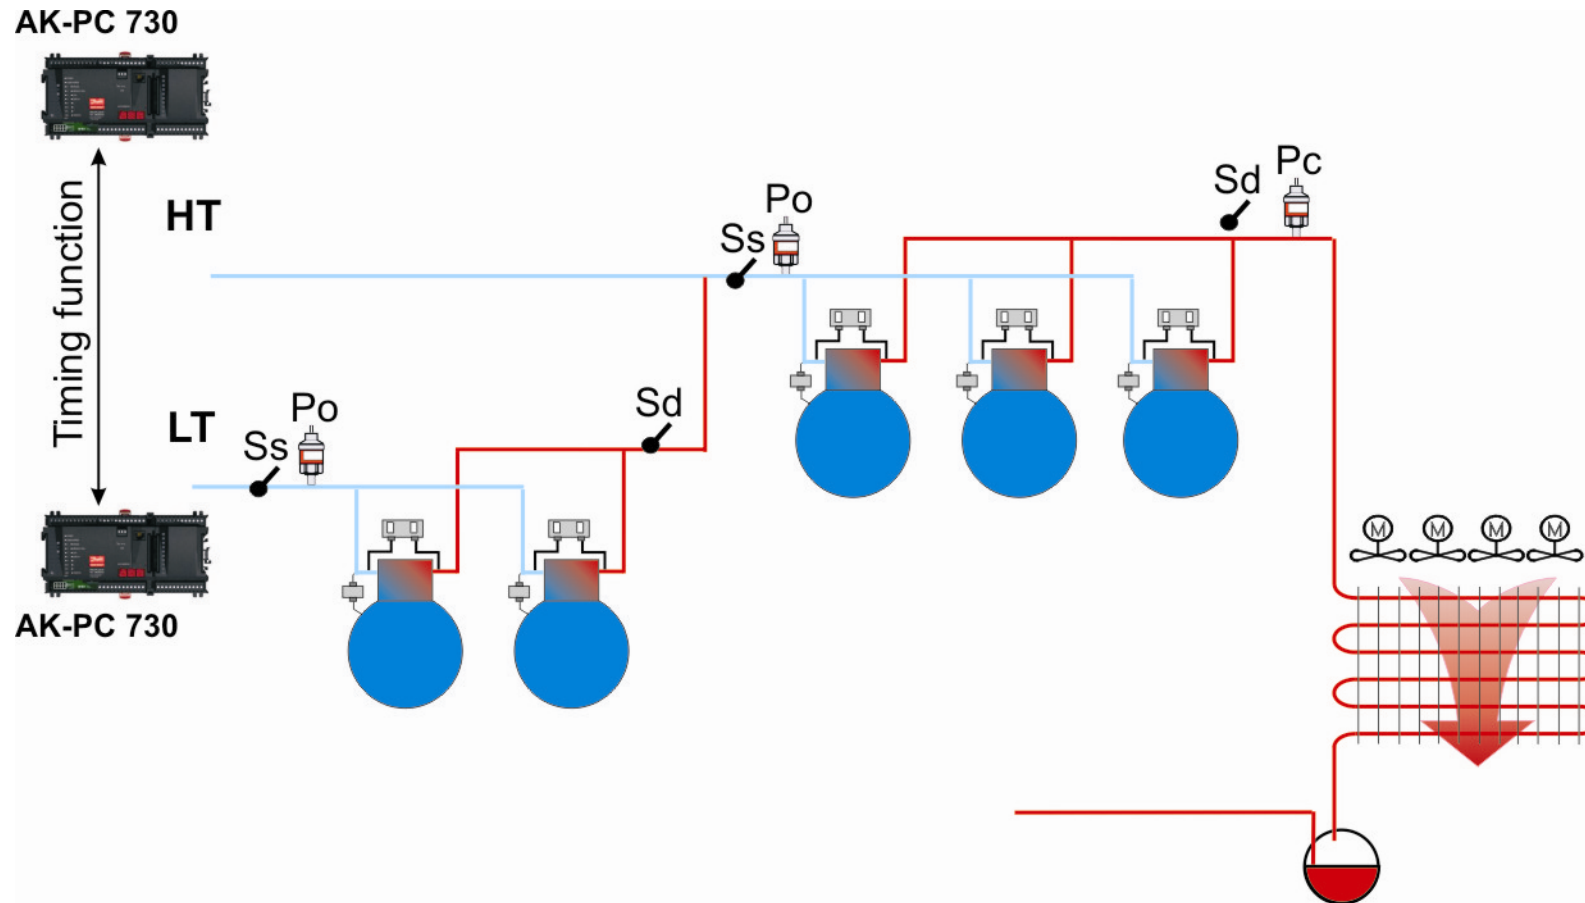 AK-PC 730
Timing function
HT
LT
Ss
Po
Sd
Ss
Po
Sd
Pc
M
M
M
M
AK-PC 730